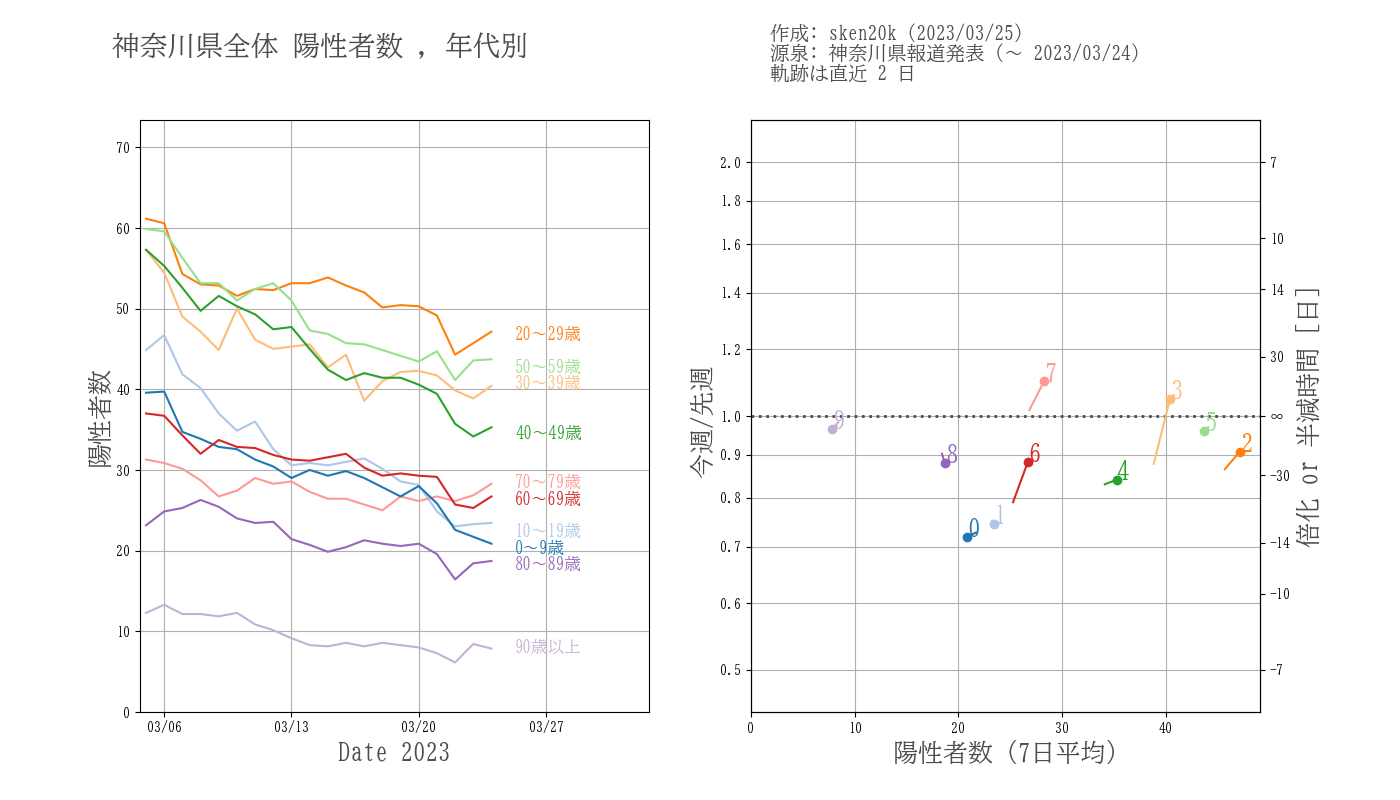 神奈川県全体 陽性者数 , 年代別
作成: sken20k (2023/03/25)
源泉: 神奈川県報道発表 (〜 2023/03/24)
軌跡は直近 2 日
陽性者数
70
60
50
40
30
20
10
0
20〜29歳
50〜59歳
30〜39歳
40〜49歳
70〜79歳
60〜69歳
10〜19歳
0〜9歳
80〜89歳
90歳以上
03/06
03/13
03/20
03/27
Date 2023
今週/先週
2.0
1.8
1.6
1.4
1.2
1.0
0.9
0.8
0.7
0.6
0.5
7
3
9
5
2
8
6
4
1
0
7
10
14
30
∞
−30
−14
−10
−7
倍化 or 半減時間 [日]
0
10
20
30
40
陽性者数 (7日平均)